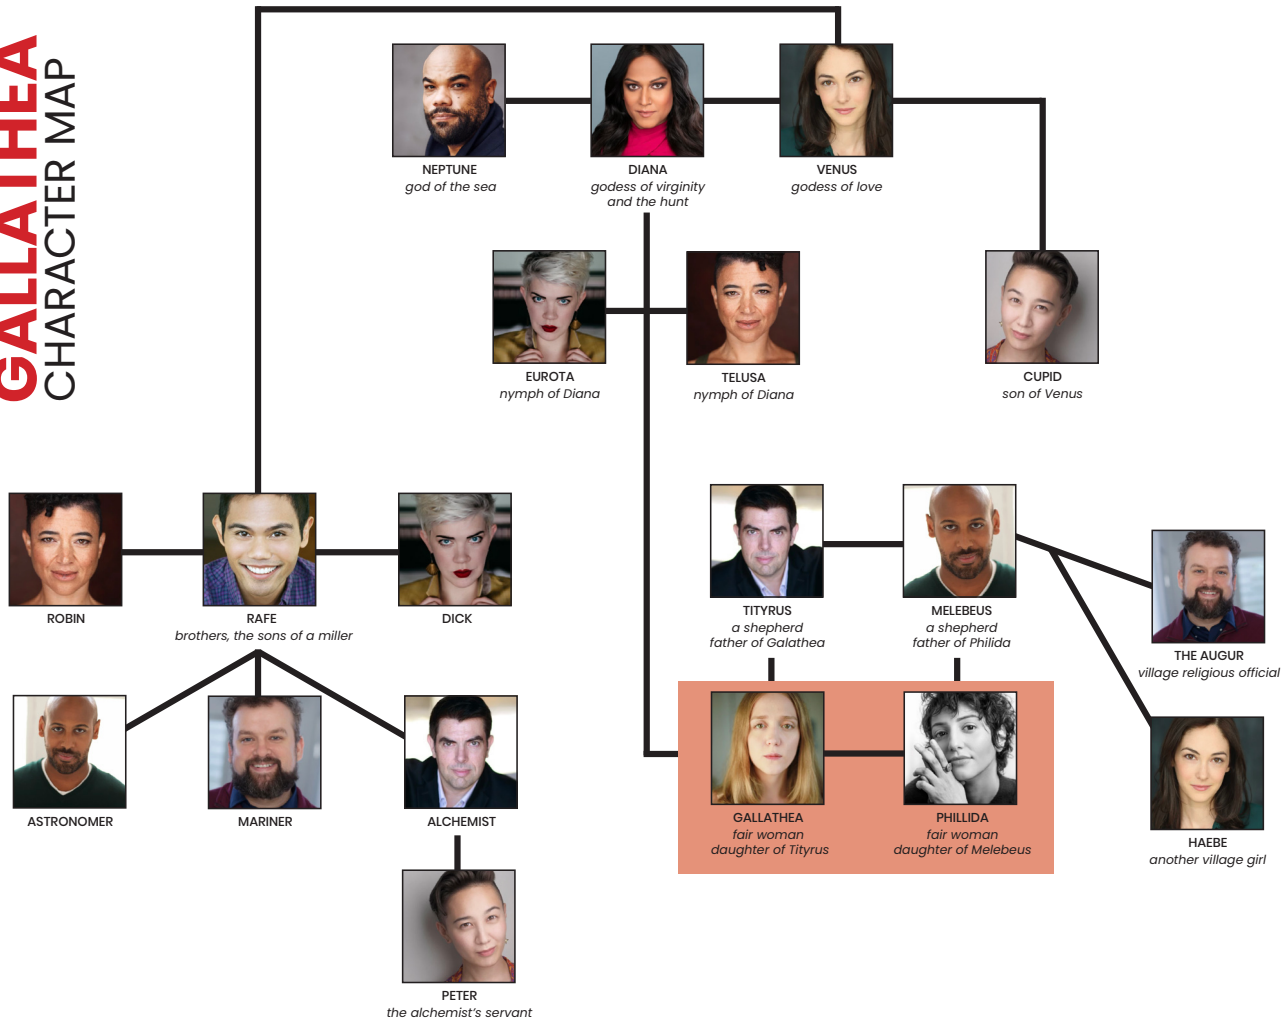 GALLATHEA
CHARACTER MAP
NEPTUNE
god of the sea
DIANA
godess of virginity
and the hunt
VENUS
godess of love
EUROTA
nymph of Diana
TELUSA
nymph of Diana
CUPID
son of Venus
ROBIN
RAFE
brothers, the sons of a miller
DICK
TITYRUS
a shepherd
father of Galathea
MELEBEUS
a shepherd
father of Philida
THE AUGUR
village religious official
ASTRONOMER
MARINER
ALCHEMIST
GALLATHEA
fair woman
daughter of Tityrus
PHILLIDA
fair woman
daughter of Melebeus
HAEBE
another village girl
PETER
the alchemist's servant